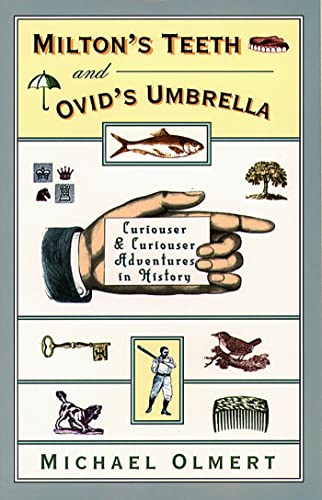 MILTON'S TEETH
and
OVID'S UMBRELLA
Curiouser
& Curiouser
Adventures
in History
MICHAEL OLMERT